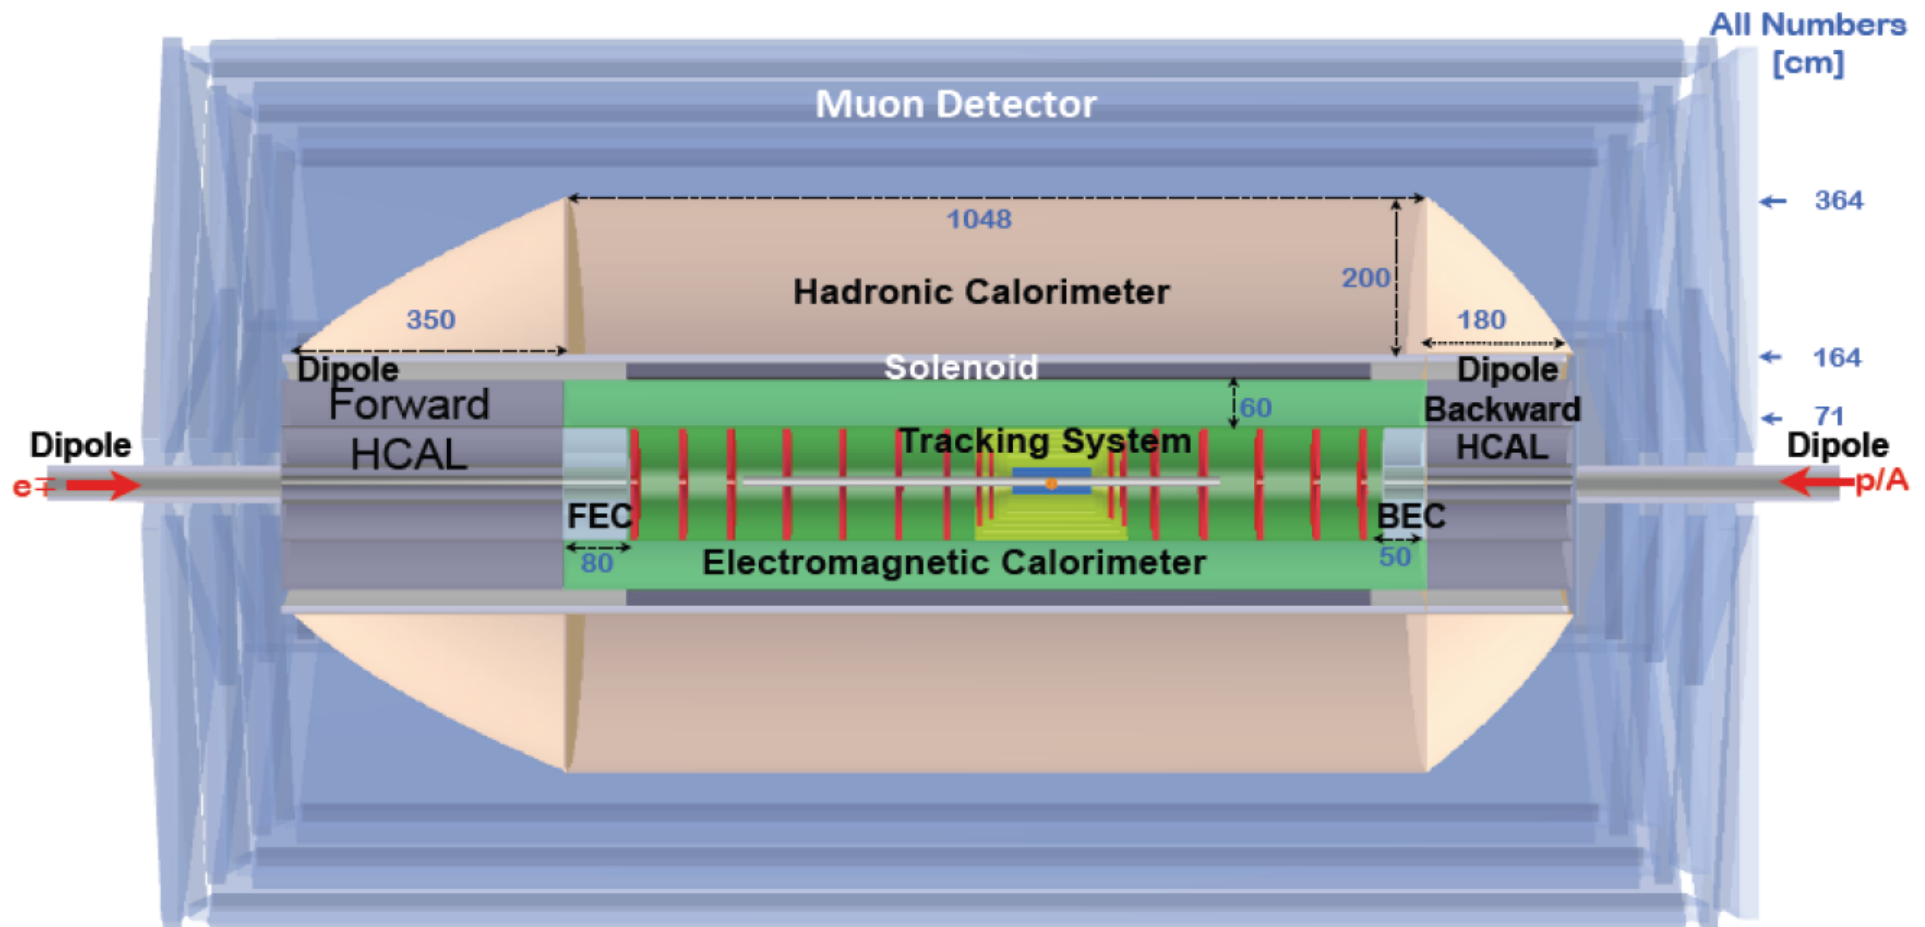 All Numbers
[cm]
Muon Detector
364
1048
200
Hadronic Calorimeter
350
180
164
Solenoid
Dipole
Dipole
Forward
60
Backward
71
Dipole
HCAL
Tracking System
HCAL
Dipole
e∓
p/A
FEC
BEC
80
Electromagnetic Calorimeter
50